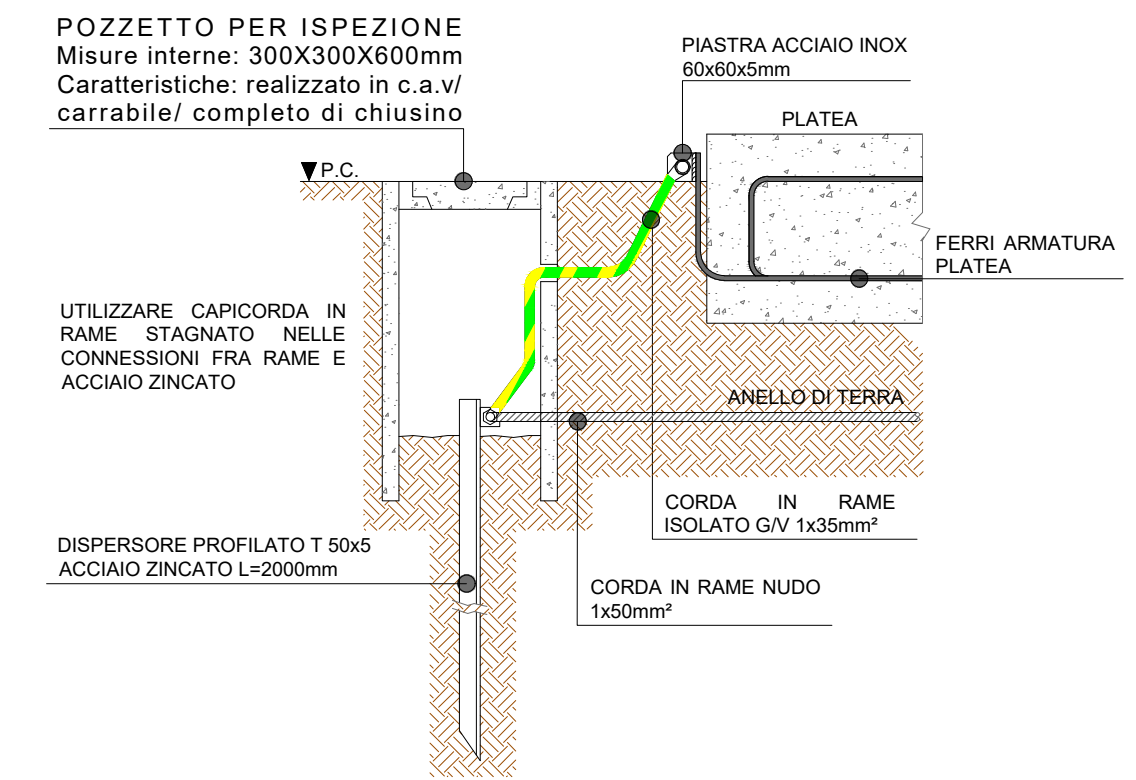 POZZETTO PER ISPEZIONE
Misure interne: 300X300X600mm
Caratteristiche: realizzato in c.a.v/
carrabile/ completo di chiusino
PIASTRA ACCIAIO INOX
60x60x5mm
PLATEA
P.C.
FERRI ARMATURA
PLATEA
UTILIZZARE CAPICORDA IN
RAME STAGNATO NELLE
CONNESSIONI FRA RAME E
ACCIAIO ZINCATO
ANELLO DI TERRA
CORDA IN RAME
ISOLATO G/V 1x35mm²
DISPERSORE PROFILATO T 50x5
ACCIAIO ZINCATO L=2000mm
CORDA IN RAME NUDO
1x50mm²